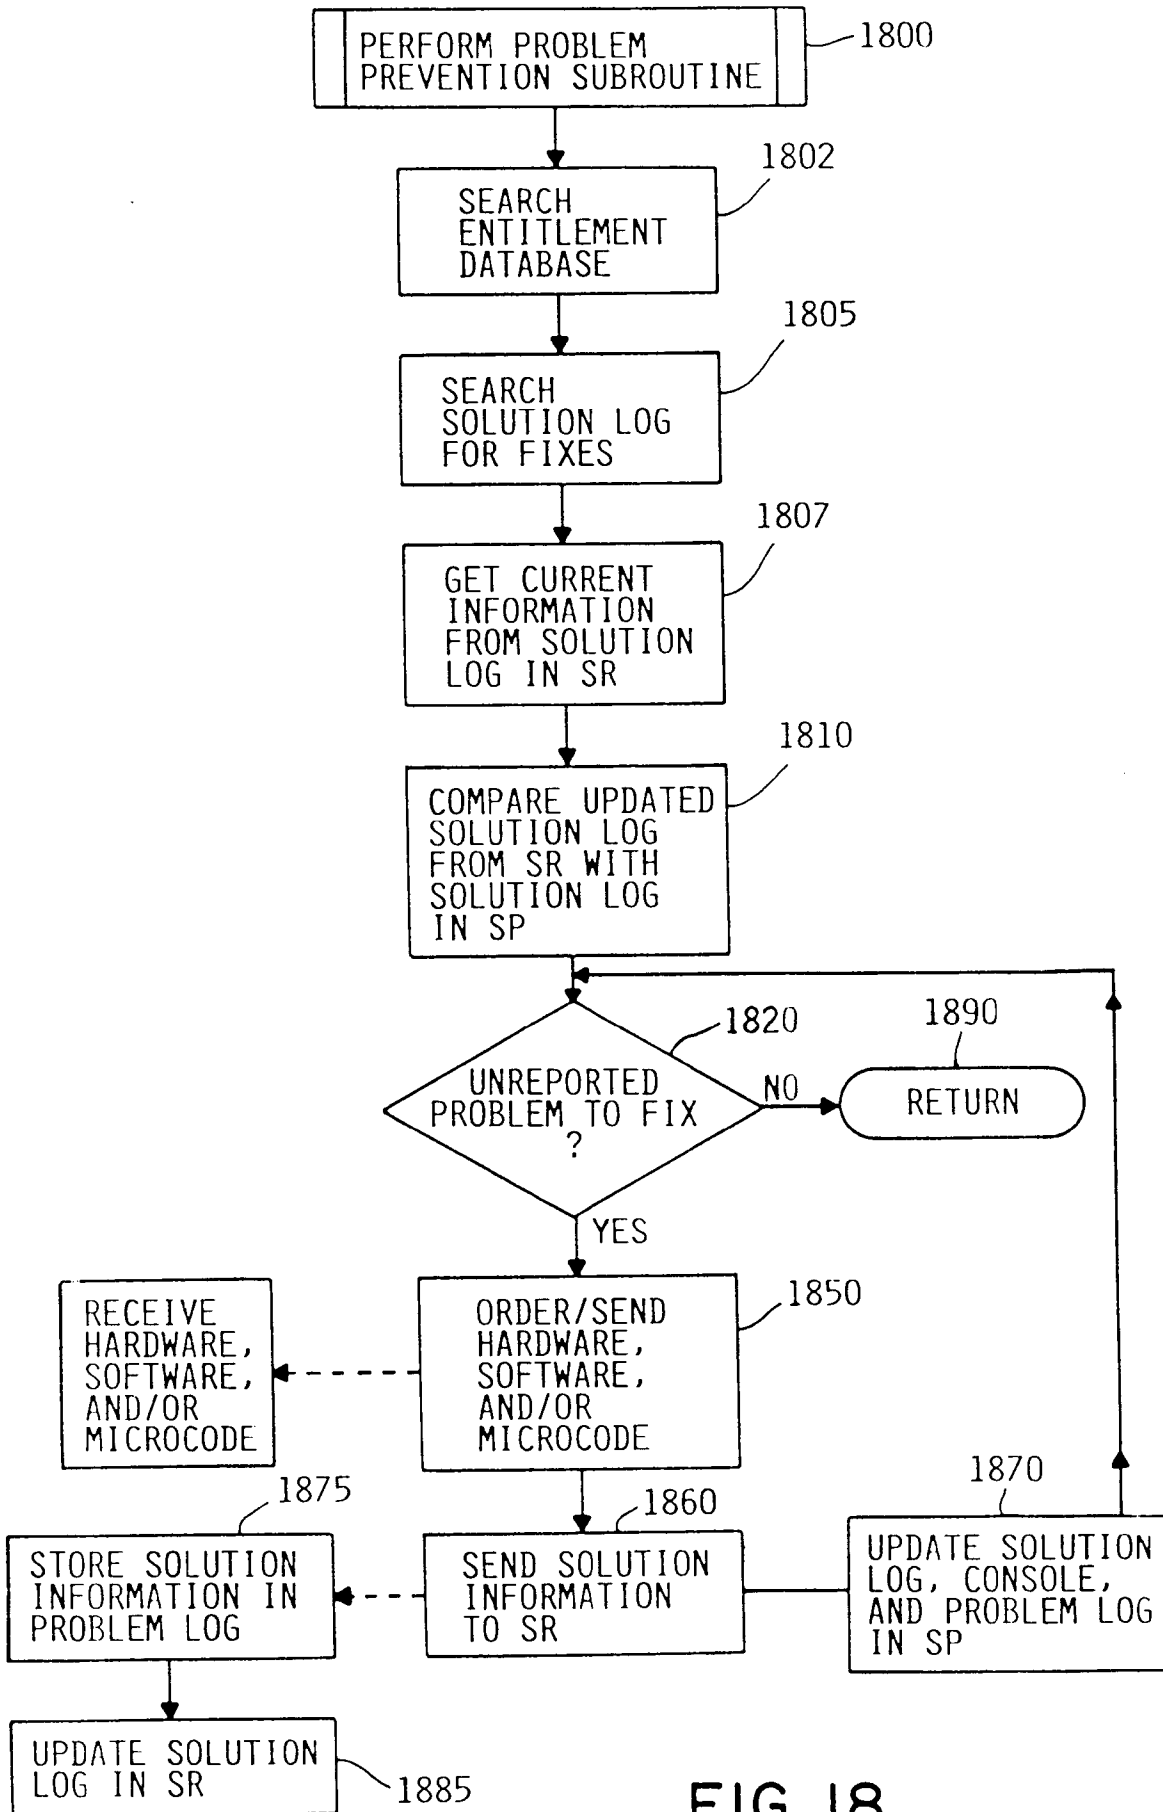 PERFORM PROBLEM
PREVENTION SUBROUTINE
1800
1802
SEARCH
ENTITLEMENT
DATABASE
1805
SEARCH
SOLUTION LOG
FOR FIXES
1807
GET CURRENT
INFORMATION
FROM SOLUTION
LOG IN SR
1810
COMPARE UPDATED
SOLUTION LOG
FROM SR WITH
SOLUTION LOG
IN SP
1820
UNREPORTED
PROBLEM TO FIX
?
NO
1890
RETURN
YES
1850
ORDER/SEND
HARDWARE,
SOFTWARE,
AND/OR
MICROCODE
RECEIVE
HARDWARE,
SOFTWARE,
AND/OR
MICROCODE
1875
STORE SOLUTION
INFORMATION IN
PROBLEM LOG
1860
SEND SOLUTION
INFORMATION
TO SR
1870
UPDATE SOLUTION
LOG, CONSOLE,
AND PROBLEM LOG
IN SP
UPDATE SOLUTION
LOG IN SR
1885
FIG. 18